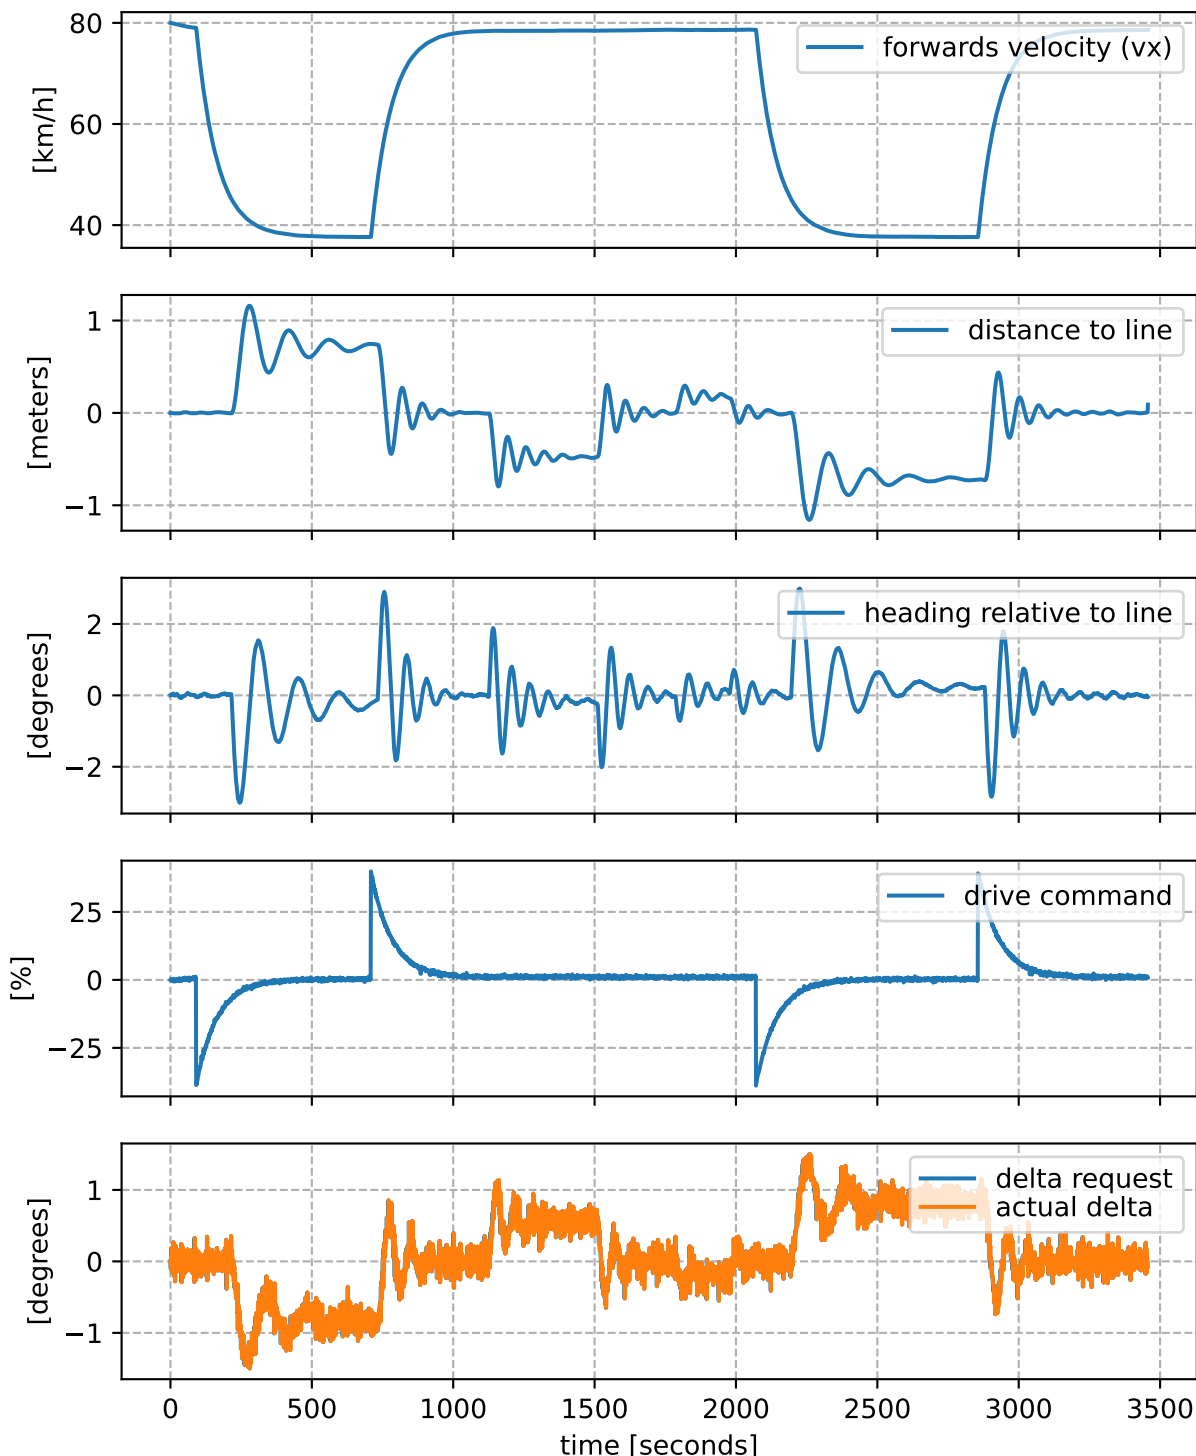 80
60
40
[km/h]
forwards velocity (vx)
1
0
−1
[meters]
distance to line
2
0
−2
[degrees]
heading relative to line
25
0
−25
[%]
drive command
1
0
−1
[degrees]
delta request
actual delta
0 500 1000 1500 2000 2500 3000 3500
time [seconds]